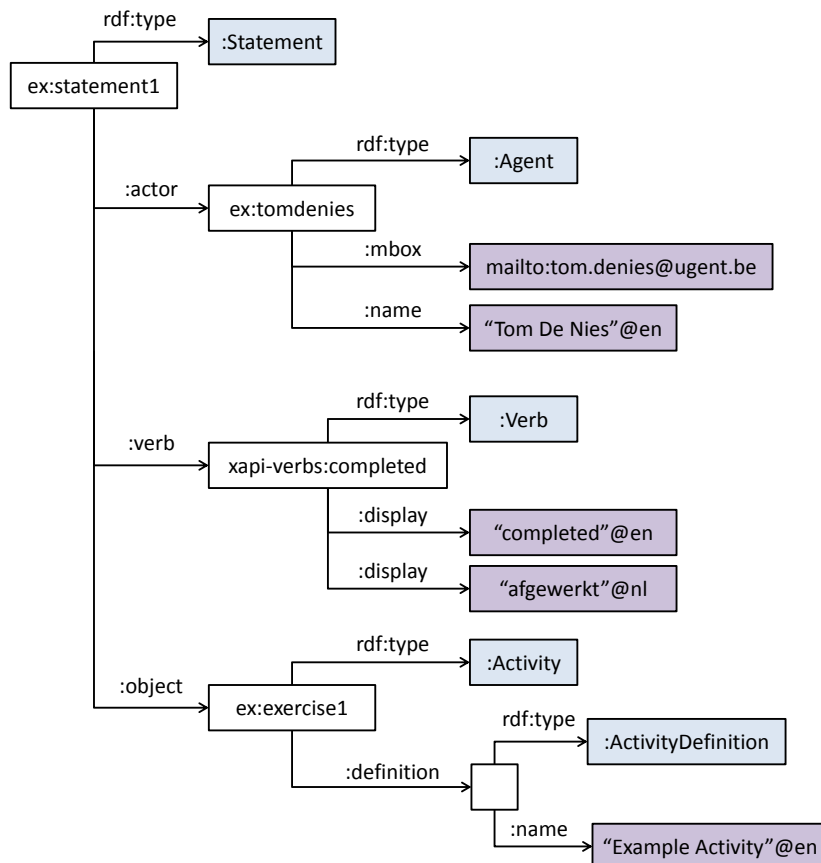 rdf:type
:Statement
ex:statement1
rdf:type
:Agent
:actor
ex:tomdenies
:mbox
mailto:tom.denies@ugent.be
:name
“Tom De Nies”@en
rdf:type
:Verb
:verb
xapi-verbs:completed
:display
“completed”@en
:display
“afgewerkt”@nl
rdf:type
:Activity
:object
ex:exercise1
rdf:type
:ActivityDefinition
:definition
:name
“Example Activity”@en